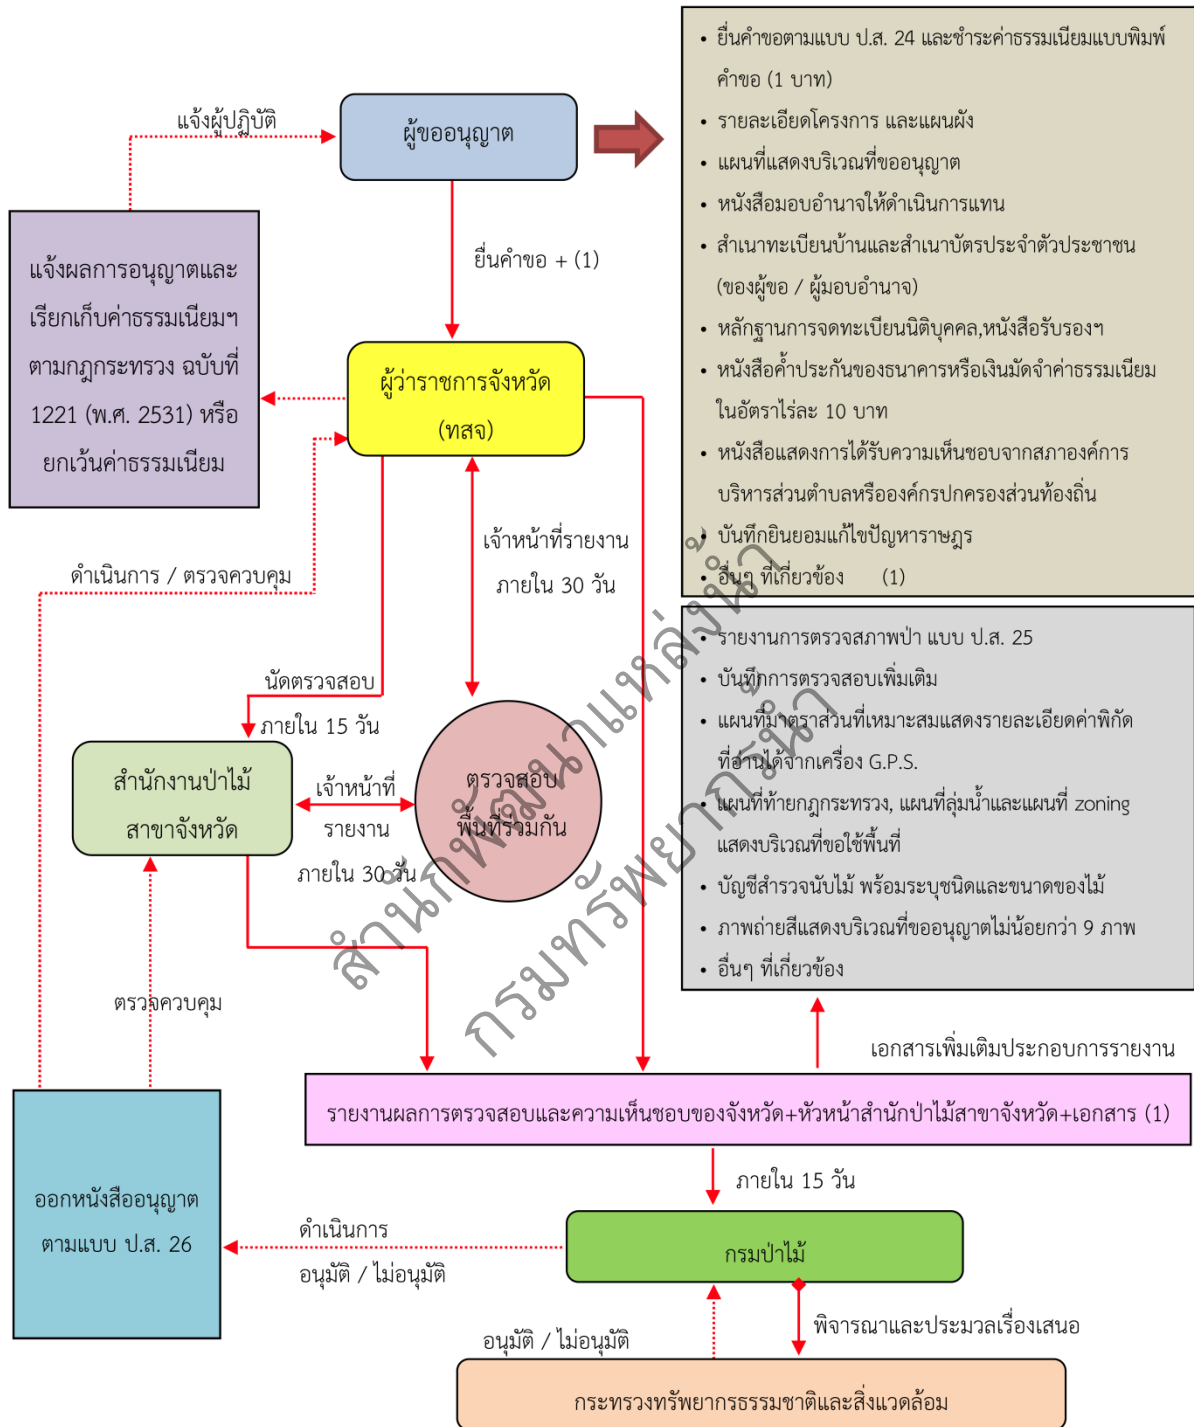 แจ้งผู้ปฏิบัติ
ผู้ขออนุญาต
• ยื่นคำขอตามแบบ ป.ส. 24 และชำระค่าธรรมเนียมแบบพิมพ์
คำขอ (1 บาท)
• รายละเอียดโครงการ และแผนผัง
• แผนที่แสดงบริเวณที่ขออนุญาต
• หนังสือมอบอำนาจให้ดำเนินการแทน
• สำเนาทะเบียนบ้านและสำเนาบัตรประจำตัวประชาชน
(ของผู้ขอ / ผู้มอบอำนาจ)
• หลักฐานการจดทะเบียนนิติบุคคล,หนังสือรับรองฯ
• หนังสือค้ำประกันของธนาคารหรือเงินมัดจำค่าธรรมเนียม
ในอัตราไร่ละ 10 บาท
• หนังสือแสดงการได้รับความเห็นชอบจากสภาองค์การ
บริหารส่วนตำบลหรือองค์กรปกครองส่วนท้องถิ่น
• บันทึกยินยอมแก้ไขปัญหาราษฎร
• อื่นๆ ที่เกี่ยวข้อง (1)
ยื่นคำขอ + (1)
แจ้งผลการอนุญาตและ
เรียกเก็บค่าธรรมเนียมฯ
ตามกฎกระทรวง ฉบับที่
1221 (พ.ศ. 2531) หรือ
ยกเว้นค่าธรรมเนียม
ผู้ว่าราชการจังหวัด
(ทสจ)
ดำเนินการ / ตรวจควบคุม
เจ้าหน้าที่รายงาน
ภายใน 30 วัน
นัดตรวจสอบ
ภายใน 15 วัน
สำนักงานป่าไม้
สาขาจังหวัด
เจ้าหน้าที่
รายงาน
ภายใน 30 วัน
ตรวจสอบ
พื้นที่ร่วมกัน
• รายงานการตรวจสภาพป่า แบบ ป.ส. 25
• บันทึกการตรวจสอบเพิ่มเติม
• แผนที่มาตราส่วนที่เหมาะสมแสดงรายละเอียดค่าพิกัด
ที่อ่านได้จากเครื่อง G.P.S.
• แผนที่ท้ายกฎกระทรวง, แผนที่ลุ่มน้ำและแผนที่ zoning
แสดงบริเวณที่ขอใช้พื้นที่
• บัญชีสำรวจนับไม้ พร้อมระบุชนิดและขนาดของไม้
• ภาพถ่ายสีแสดงบริเวณที่ขออนุญาตไม่น้อยกว่า 9 ภาพ
• อื่นๆ ที่เกี่ยวข้อง
สำนักพัฒนาแหล่งน้ำ
กรมทรัพยากรน้ำ
ตรวจควบคุม
เอกสารเพิ่มเติมประกอบการรายงาน
รายงานผลการตรวจสอบและความเห็นชอบของจังหวัด+หัวหน้าสำนักป่าไม้สาขาจังหวัด+เอกสาร (1)
ภายใน 15 วัน
ออกหนังสืออนุญาต
ตามแบบ ป.ส. 26
ดำเนินการ
อนุมัติ / ไม่อนุมัติ
กรมป่าไม้
อนุมัติ / ไม่อนุมัติ
พิจารณาและประมวลเรื่องเสนอ
กระทรวงทรัพยากรธรรมชาติและสิ่งแวดล้อม